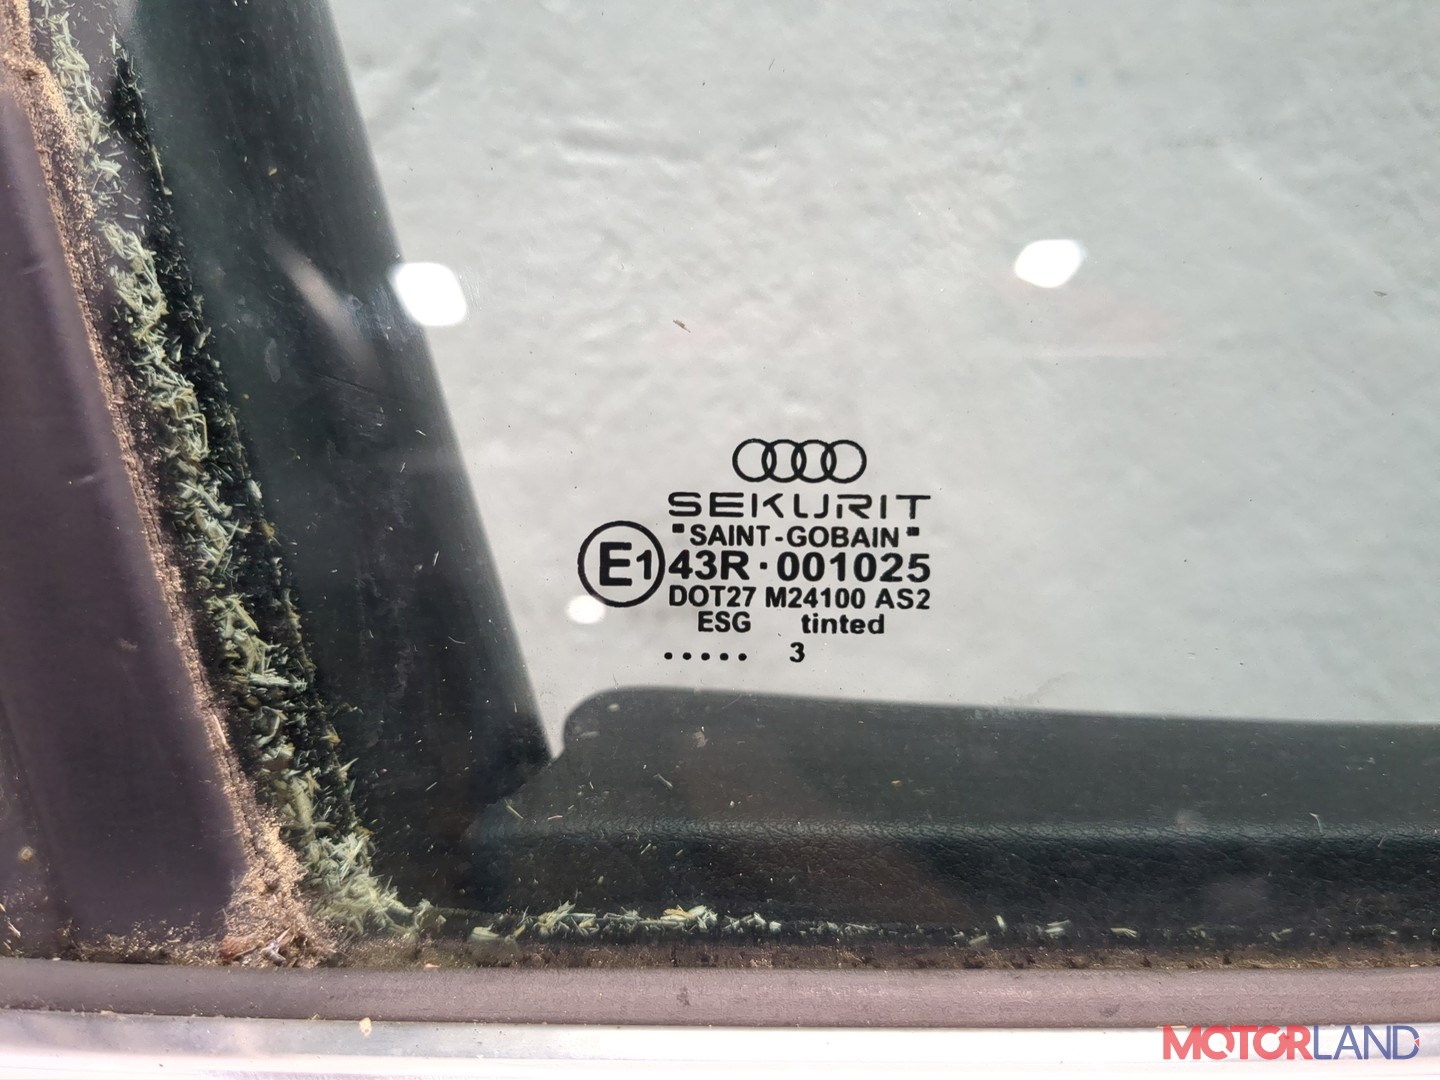 SEKURIT
"SAINT-GOBAIN"
E1 43R·001025
DOT27 M24100 AS2
ESG tinted
..... 3
MOTORLAND